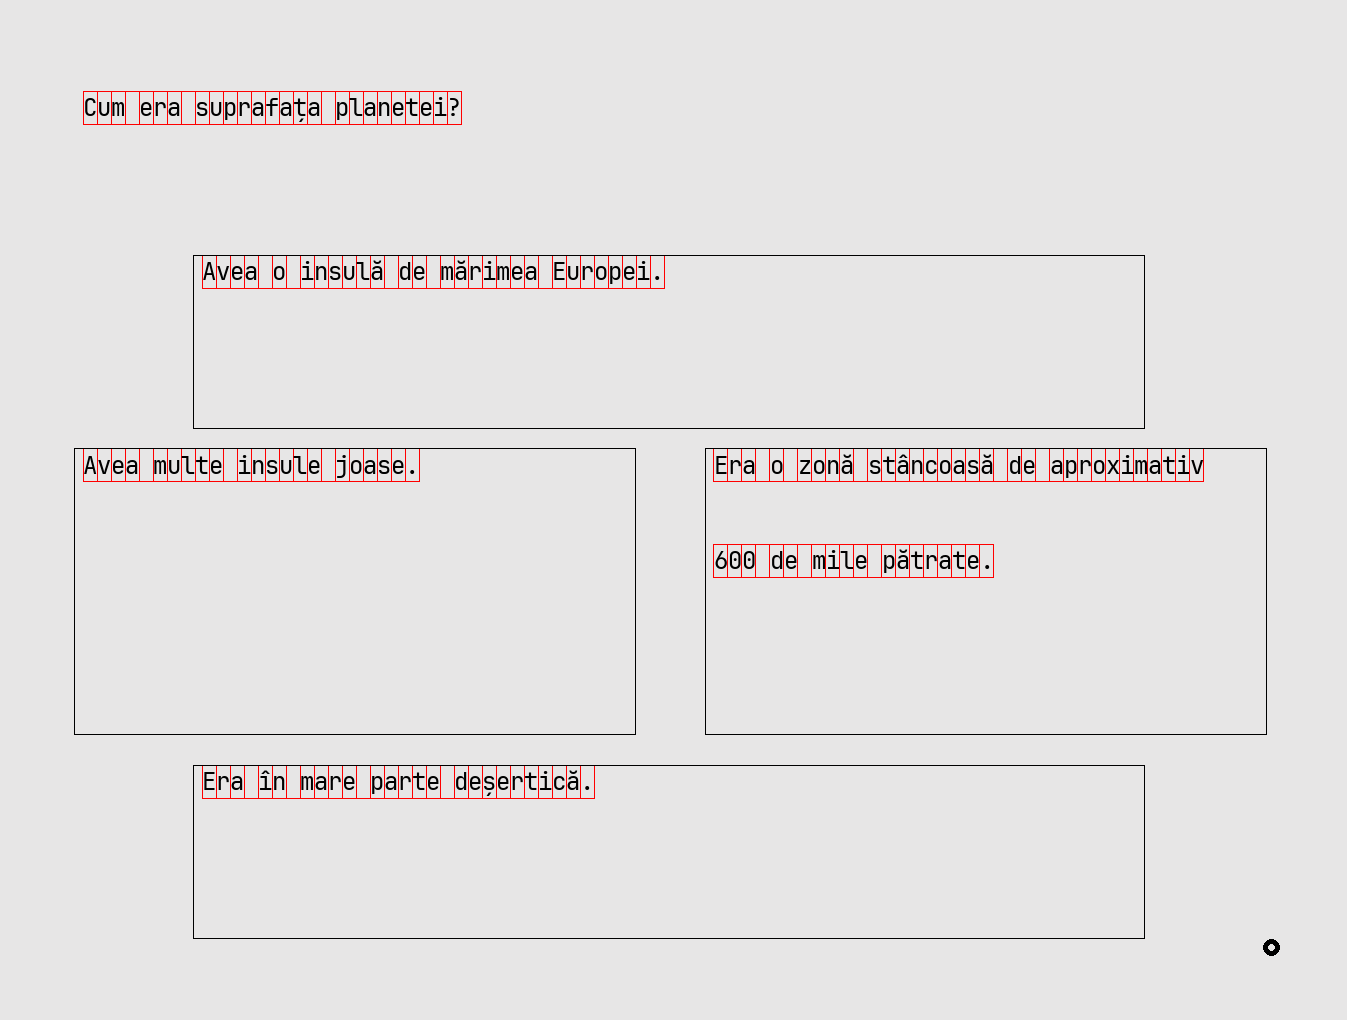 Cum era suprafața planetei?
Avea o insulă de mărimea Europei.
Avea multe insule joase.
Era o zonă stâncoasă de aproximativ
600 de mile pătrate.
Era în mare parte deșertică.